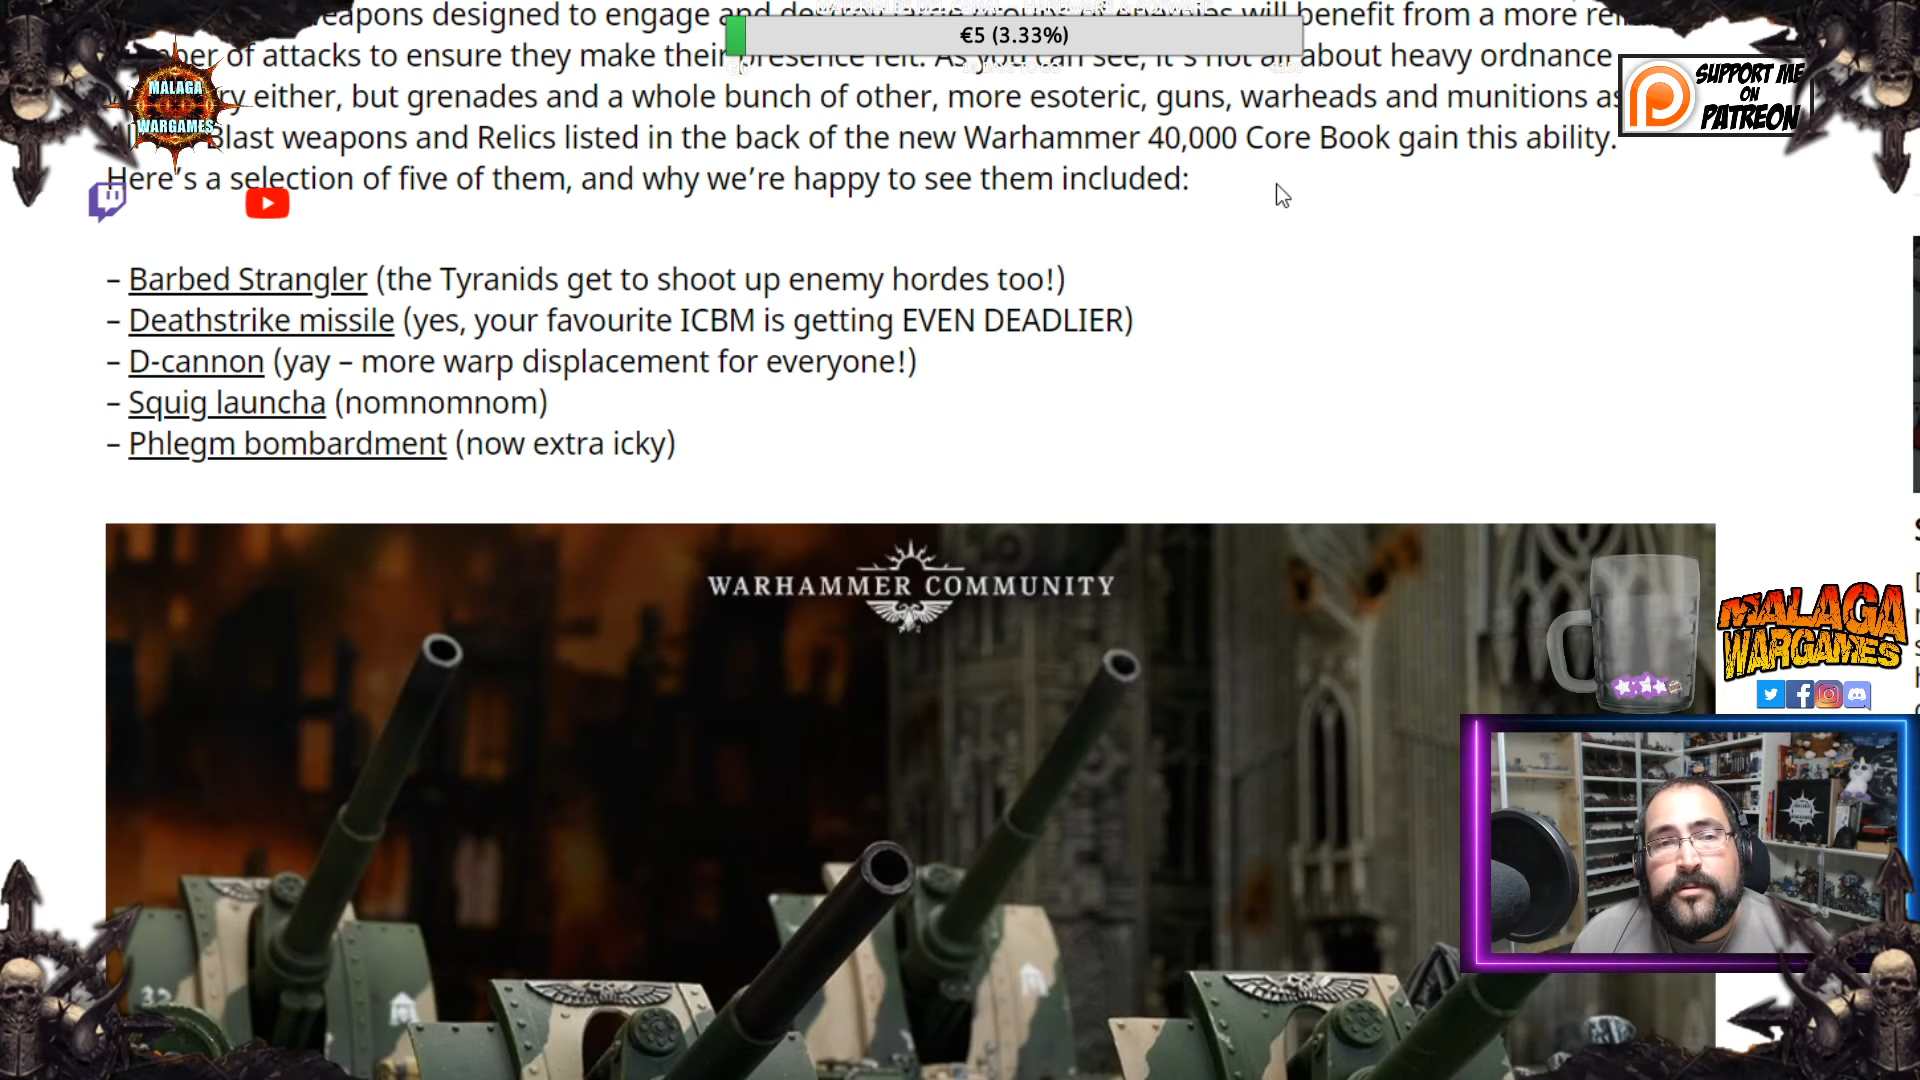 weapons designed to engage and destroy large groups of enemies will benefit from a more
€5 (3.33%)
of attacks to ensure they make their presence felt. As you can see, it's not all about heavy ordnance
either, but grenades and a whole bunch of other, more esoteric, guns, warheads and munitions as
Blast weapons and Relics listed in the back of the new Warhammer 40,000 Core Book gain this ability.
Here's a selection of five of them, and why we're happy to see them included:
MALAGA
WARGAMES
SUPPORT ME
ON
PATREON
– Barbed Strangler (the Tyranids get to shoot up enemy hordes too!)
– Deathstrike missile (yes, your favourite ICBM is getting EVEN DEADLIER)
– D-cannon (yay – more warp displacement for everyone!)
– Squig launcha (nomnomnom)
– Phlegm bombardment (now extra icky)
WARHAMMER COMMUNITY
MALAGA
WARGAMES
32